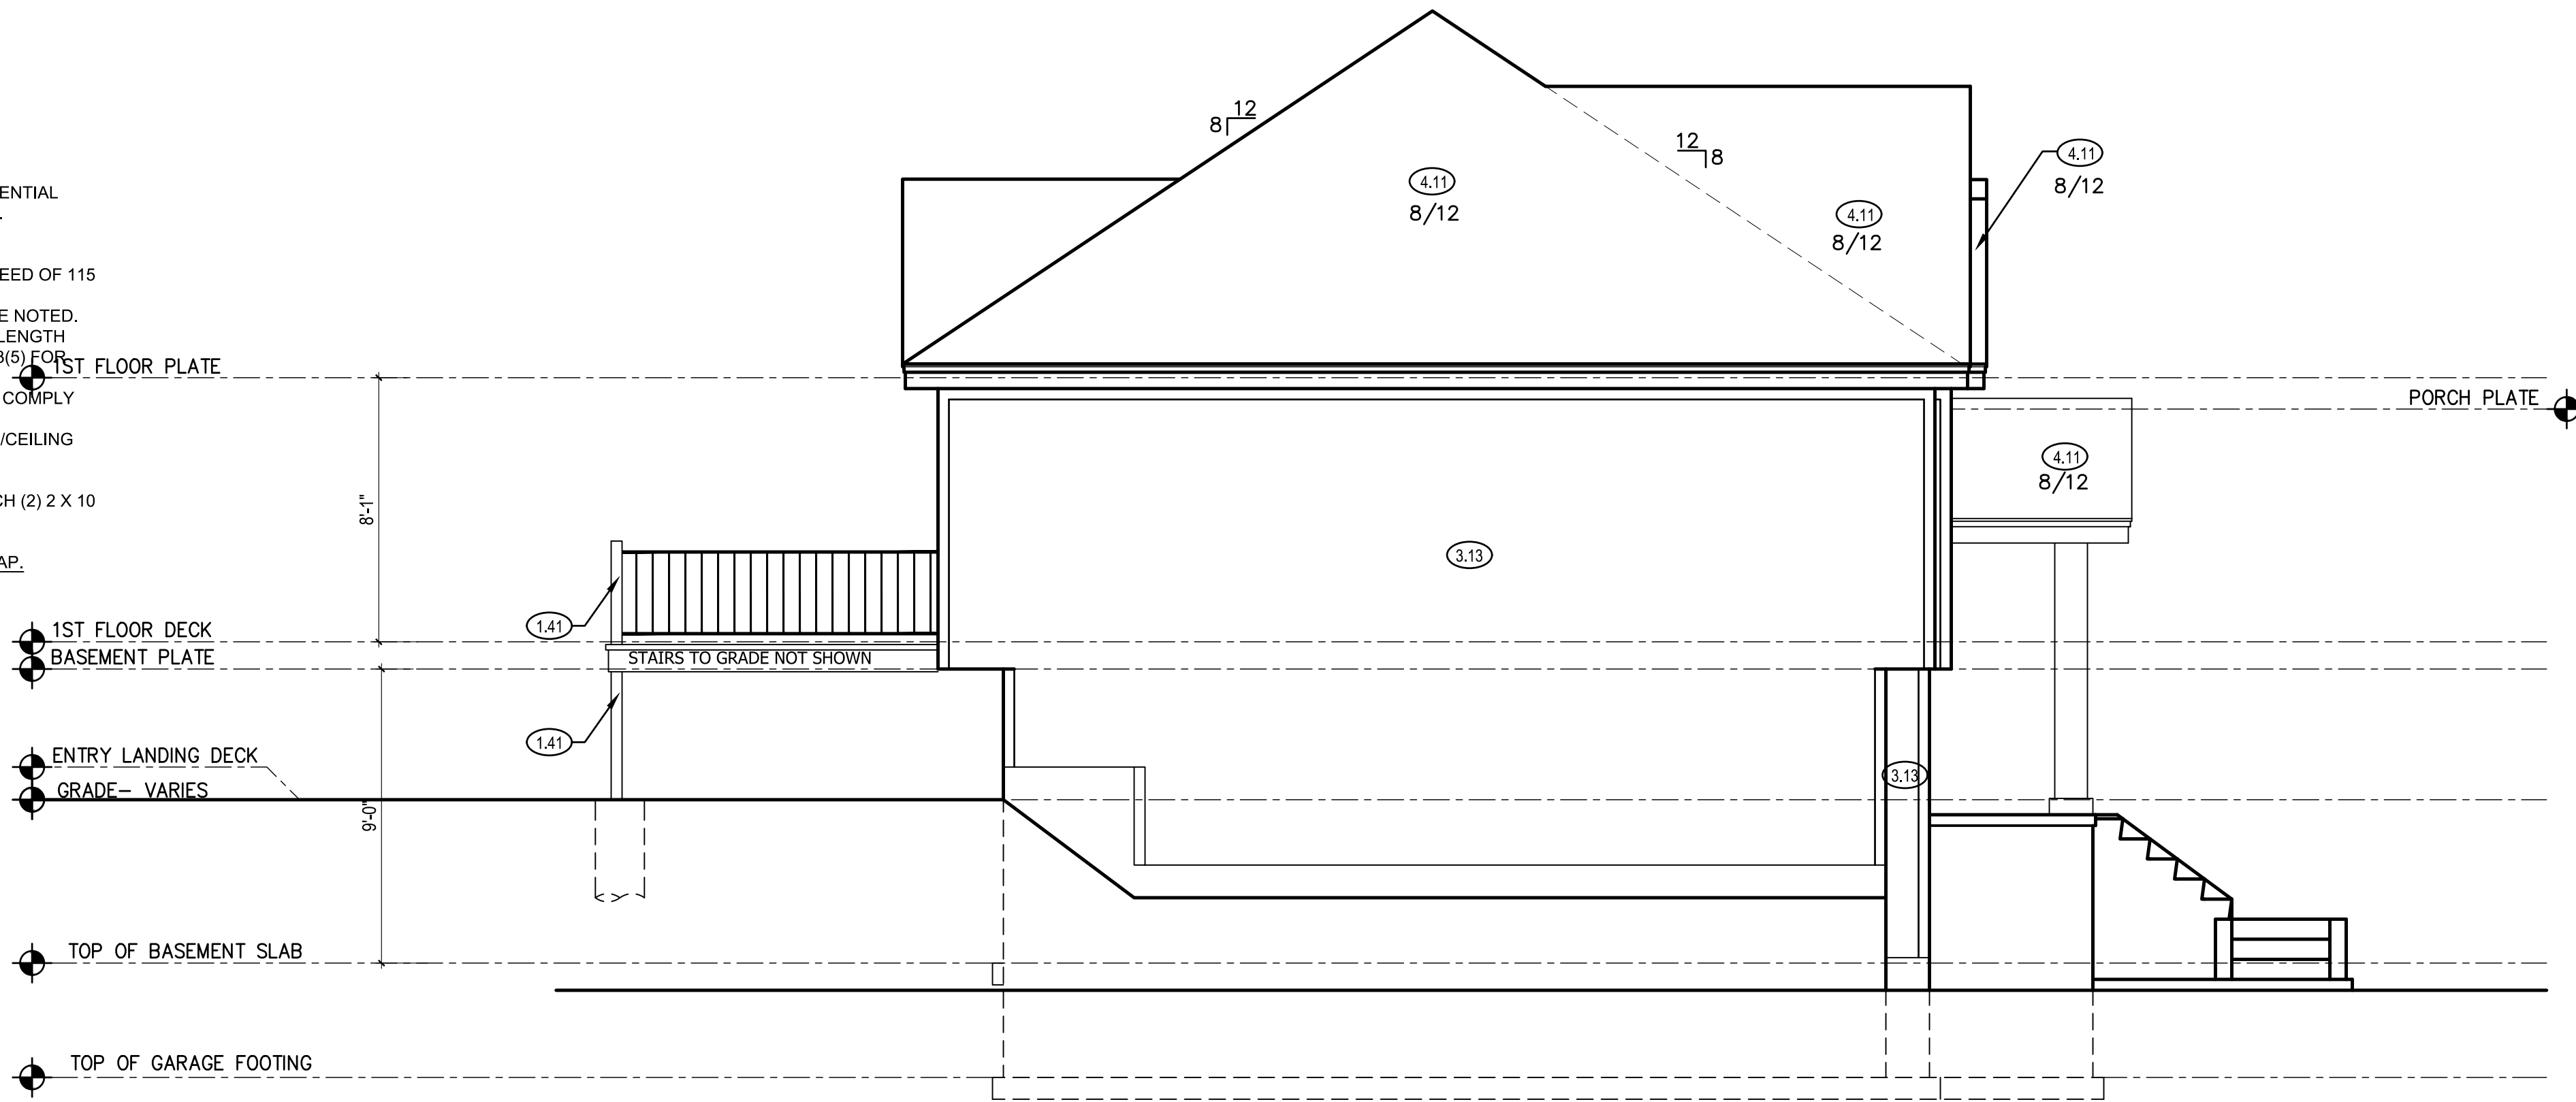 ENTIAL
.
EED OF 115
E NOTED.
LENGTH
3(5) FOR
COMPLY
/CEILING
CH (2) 2 X 10
AP.
1ST FLOOR PLATE
8'-1"
1ST FLOOR DECK
BASEMENT PLATE
ENTRY LANDING DECK
GRADE- VARIES
9'-0"
TOP OF BASEMENT SLAB
TOP OF GARAGE FOOTING
12
8
4.11
8/12
12
8
4.11
8/12
4.11
8/12
PORCH PLATE
4.11
8/12
3.13
1.41
STAIRS TO GRADE NOT SHOWN
1.41
3.13